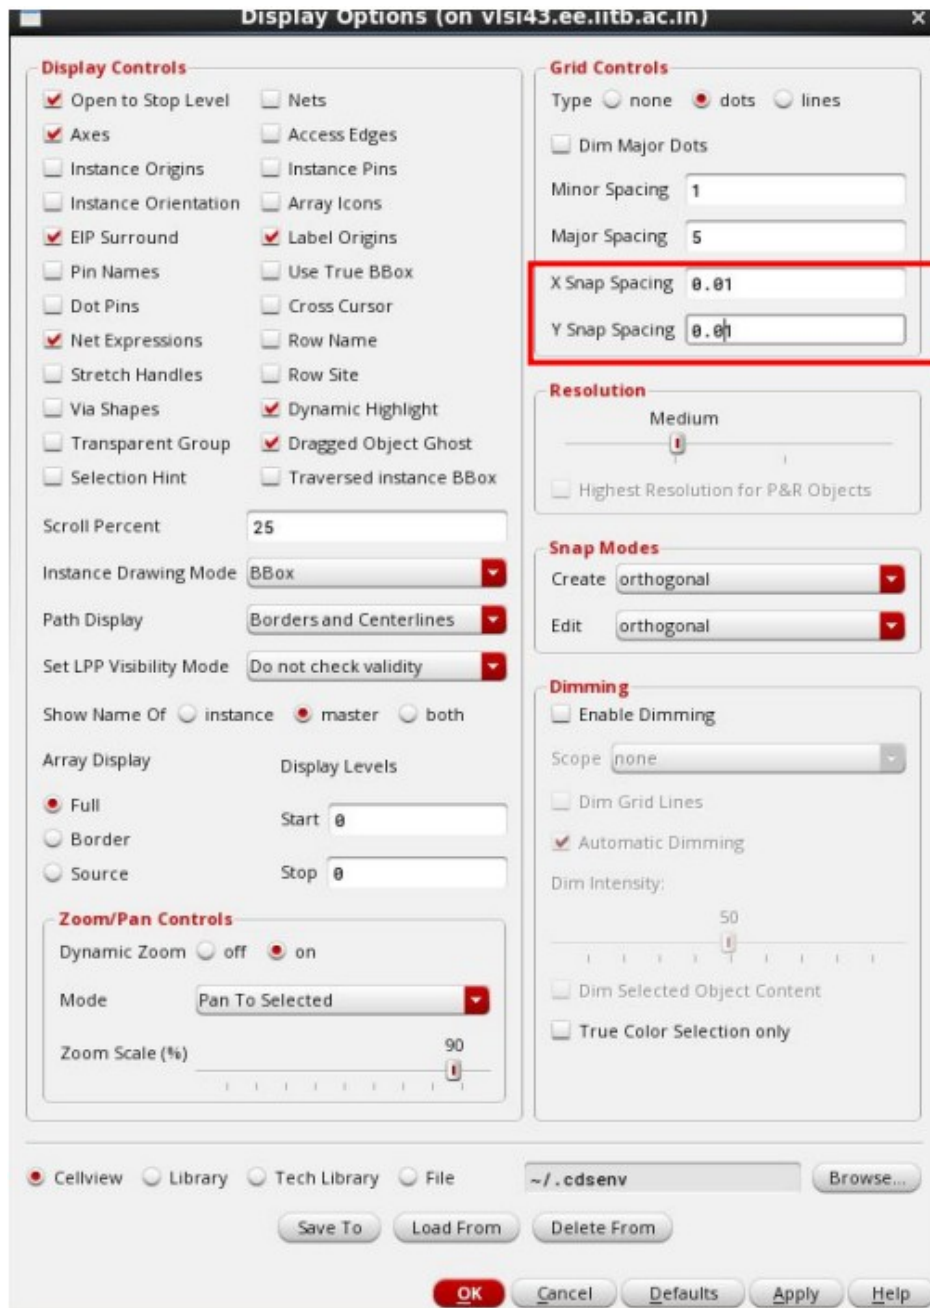 Display Options (on vlsi43.ee.iitb.ac.in)
Display Controls
Open to Stop Level
Nets
Axes
Access Edges
Instance Origins
Instance Pins
Instance Orientation
Array Icons
EIP Surround
Label Origins
Pin Names
Use True BBox
Dot Pins
Cross Cursor
Net Expressions
Row Name
Stretch Handles
Row Site
Via Shapes
Dynamic Highlight
Transparent Group
Dragged Object Ghost
Selection Hint
Traversed instance BBox
Scroll Percent 25
Instance Drawing Mode BBox
Path Display Borders and Centerlines
Set LPP Visibility Mode Do not check validity
Show Name Of instance master both
Array Display
Full
Border
Source
Display Levels
Start 0
Stop 0
Zoom/Pan Controls
Dynamic Zoom off on
Mode Pan To Selected
Zoom Scale (%) 90
Grid Controls
Type none dots lines
Dim Major Dots
Minor Spacing 1
Major Spacing 5
X Snap Spacing 0.01
Y Snap Spacing 0.01
Resolution
Medium
Highest Resolution for P&R Objects
Snap Modes
Create orthogonal
Edit orthogonal
Dimming
Enable Dimming
Scope none
Dim Grid Lines
Automatic Dimming
Dim Intensity:
50
Dim Selected Object Content
True Color Selection only
Cellview Library Tech Library File ~/.cdsenv Browse...
Save To Load From Delete From
OK Cancel Defaults Apply Help